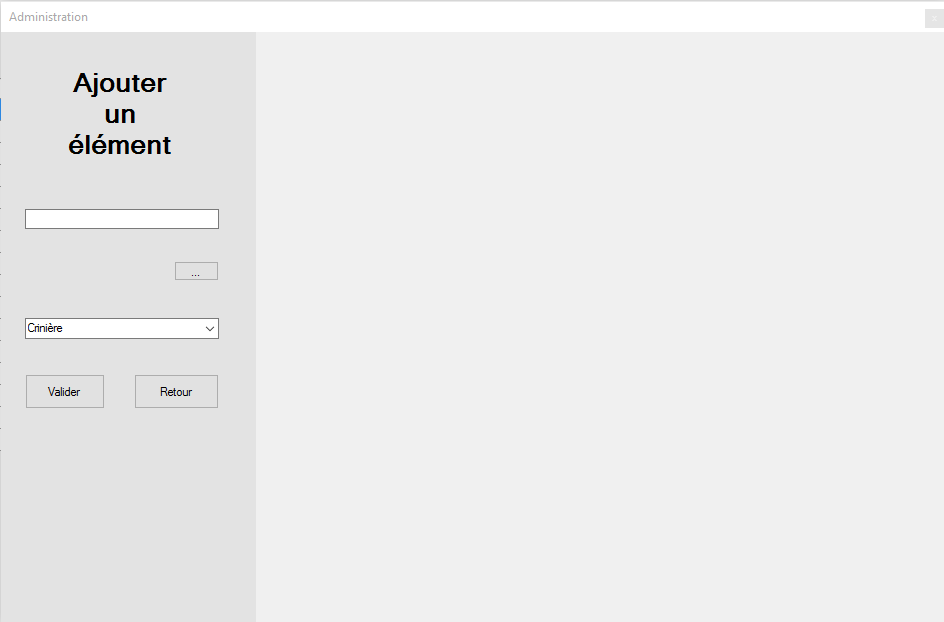 Administration
Ajouter
un
élément
...
Crinière
Valider
Retour